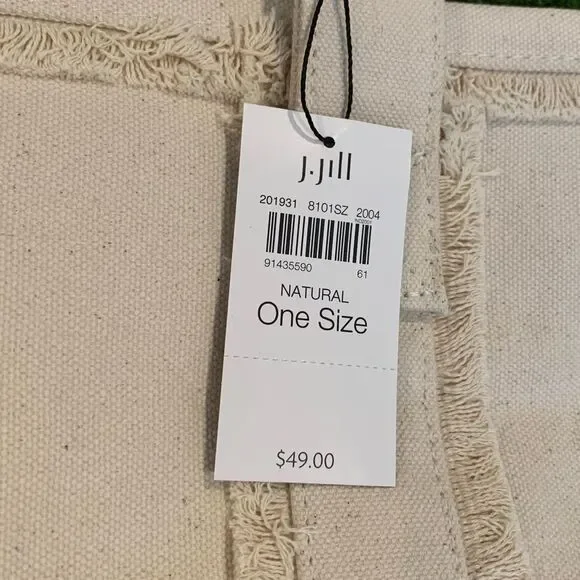 J.Jill
201931 8101SZ 2004
91435590 61
NATURAL
One Size
$49.00